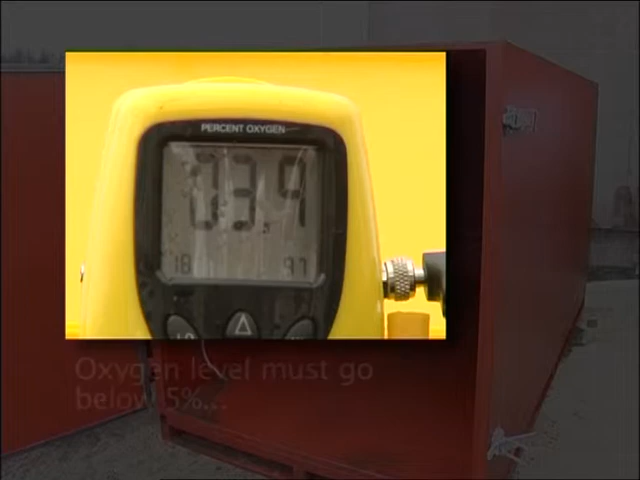 PERCENT OXYGEN
03.9
18 97
Oxygen level must go
below 5%...